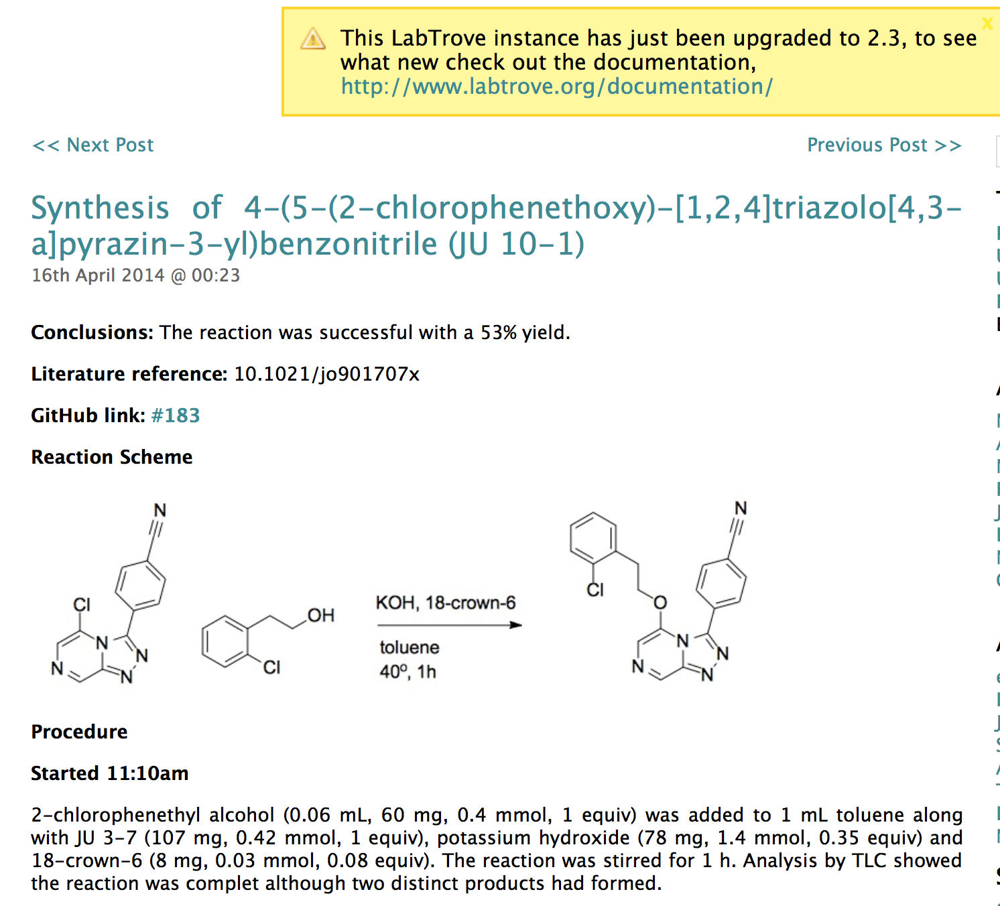 This LabTrove instance has just been upgraded to 2.3, to see
what new check out the documentation,
http://www.labtrove.org/documentation/
x
<< Next Post
Previous Post >>
Synthesis of 4-(5-(2-chlorophenethoxy)-[1,2,4]triazolo[4,3-
a]pyrazin-3-yl)benzonitrile (JU 10-1)
16th April 2014 @ 00:23
Conclusions: The reaction was successful with a 53% yield.
Literature reference: 10.1021/jo901707x
GitHub link: #183
Reaction Scheme
N
Cl
N
N
N
N
OH
Cl
KOH, 18-crown-6
toluene
40º, 1h
N
Cl
O
N
N
N
N
Procedure
Started 11:10am
2-chlorophenethyl alcohol (0.06 mL, 60 mg, 0.4 mmol, 1 equiv) was added to 1 mL toluene along
with JU 3-7 (107 mg, 0.42 mmol, 1 equiv), potassium hydroxide (78 mg, 1.4 mmol, 0.35 equiv) and
18-crown-6 (8 mg, 0.03 mmol, 0.08 equiv). The reaction was stirred for 1 h. Analysis by TLC showed
the reaction was complet although two distinct products had formed.